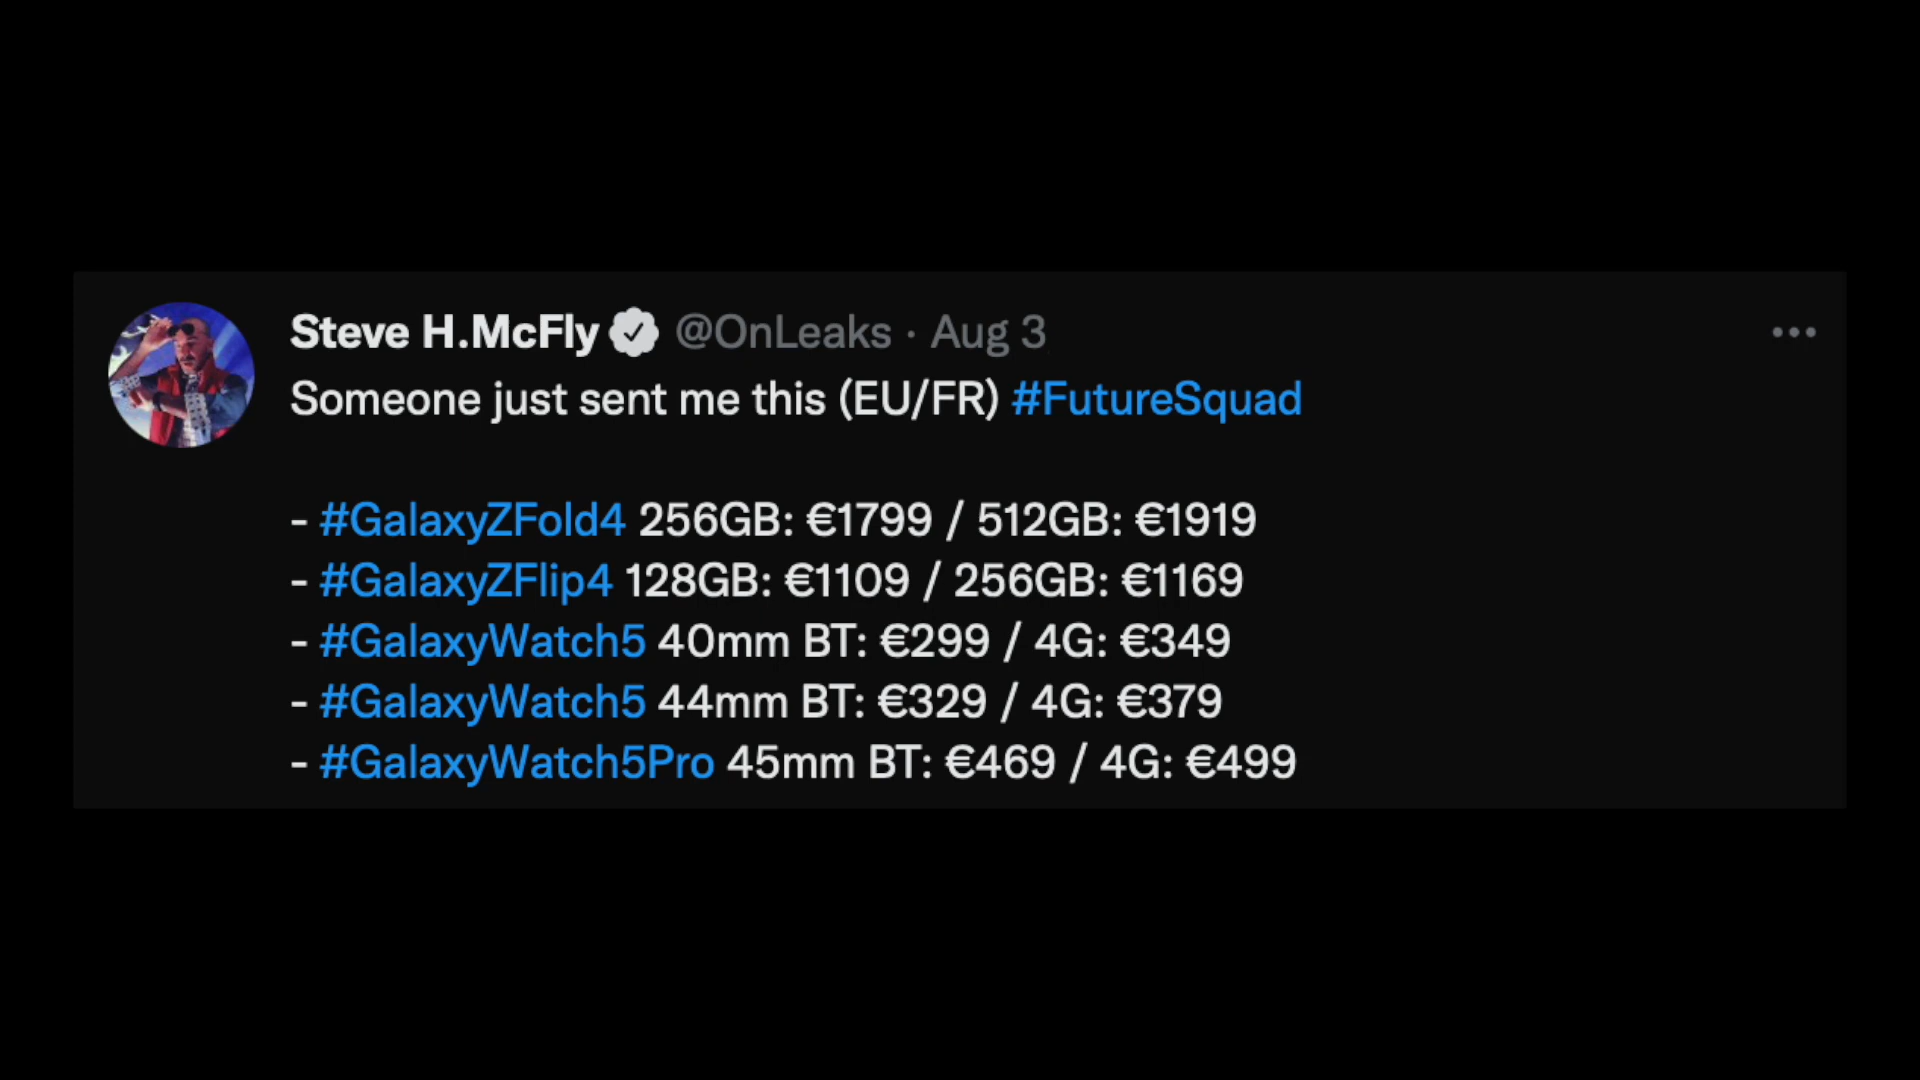 Steve H.McFly @OnLeaks · Aug 3
Someone just sent me this (EU/FR) #FutureSquad
- #GalaxyZFold4 256GB: €1799 / 512GB: €1919
- #GalaxyZFlip4 128GB: €1109 / 256GB: €1169
- #GalaxyWatch5 40mm BT: €299 / 4G: €349
- #GalaxyWatch5 44mm BT: €329 / 4G: €379
- #GalaxyWatch5Pro 45mm BT: €469 / 4G: €499